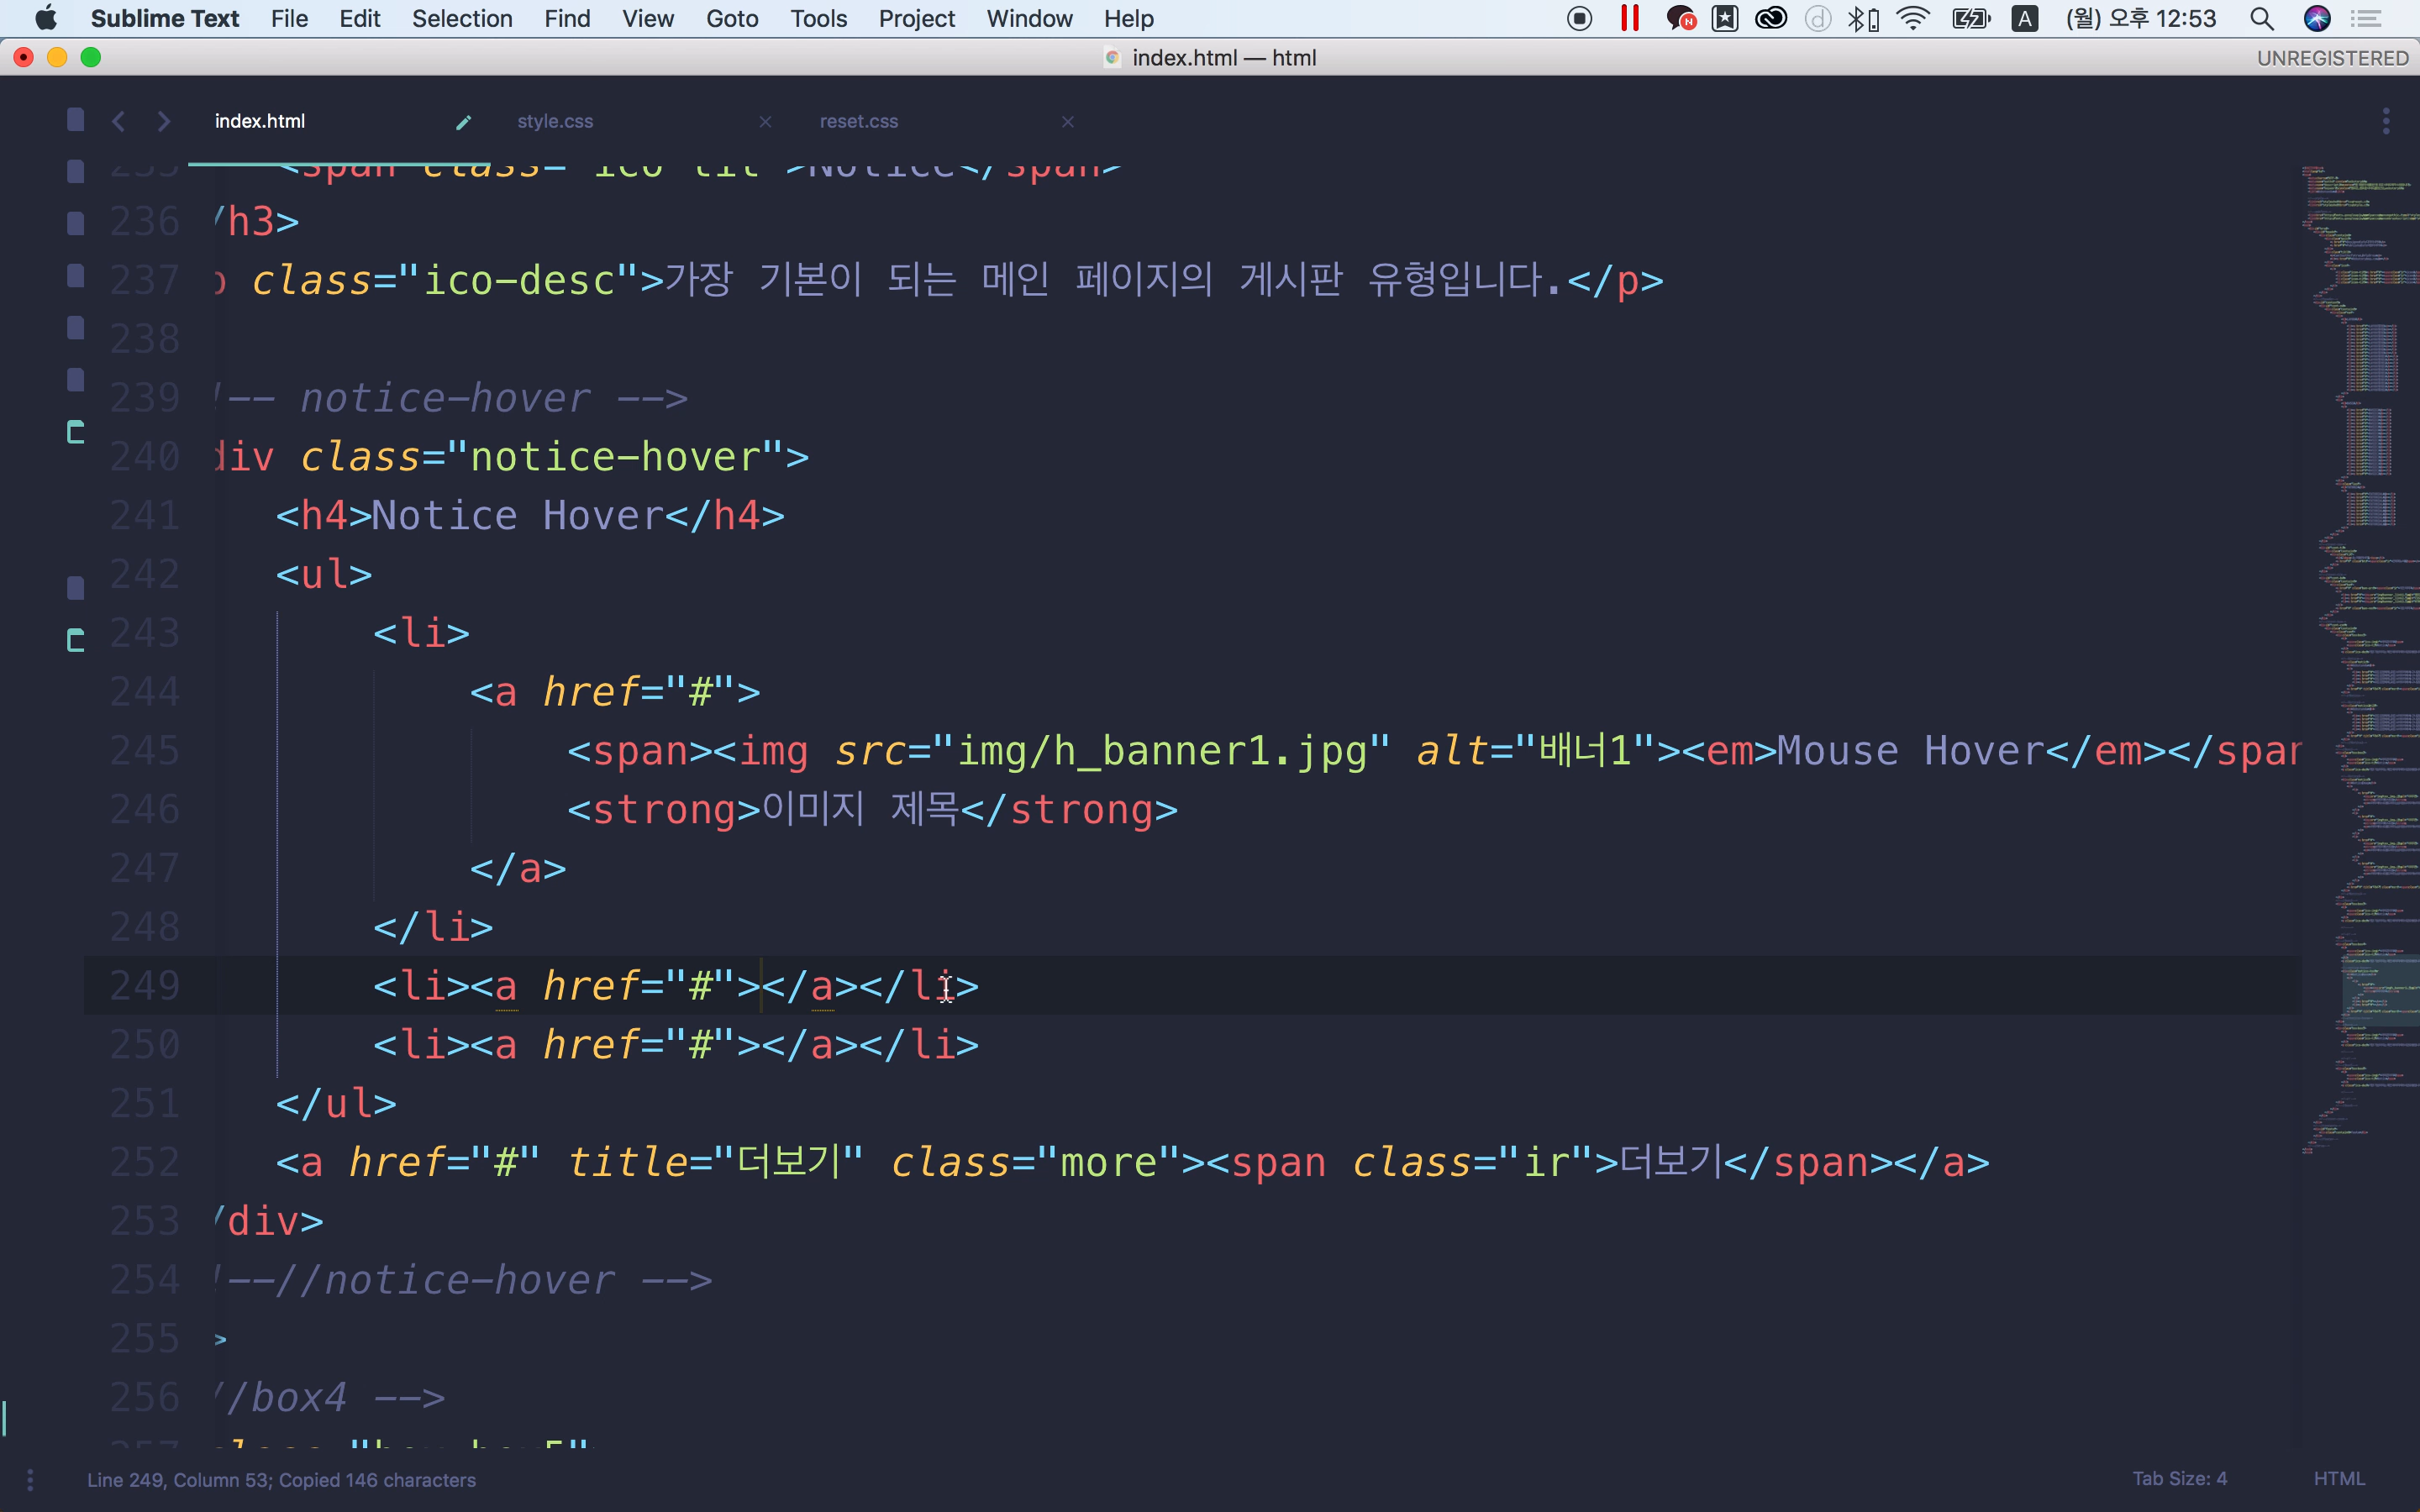 Sublime Text File Edit Selection Find View Goto Tools Project Window Help A (월) 오후 12:53
index.html — html UNREGISTERED
index.html style.css reset.css
236 /h3>
237 class="ico-desc">가장 기본이 되는 메인 페이지의 게시판 유형입니다.</p>
238
239 !-- notice-hover -->
240 div class="notice-hover">
241 <h4>Notice Hover</h4>
242 <ul>
243 <li>
244 <a href="#">
245 <span><img src="img/h_banner1.jpg" alt="배너1"><em>Mouse Hover</em></span
246 <strong>이미지 제목</strong>
247 </a>
248 </li>
249 <li><a href="#"></a></li>
250 <li><a href="#"></a></li>
251 </ul>
252 <a href="#" title="더보기" class="more"><span class="ir">더보기</span></a>
253 /div>
254 !--//notice-hover -->
255 >
256 //box4 -->
Line 249, Column 53; Copied 146 characters Tab Size: 4 HTML